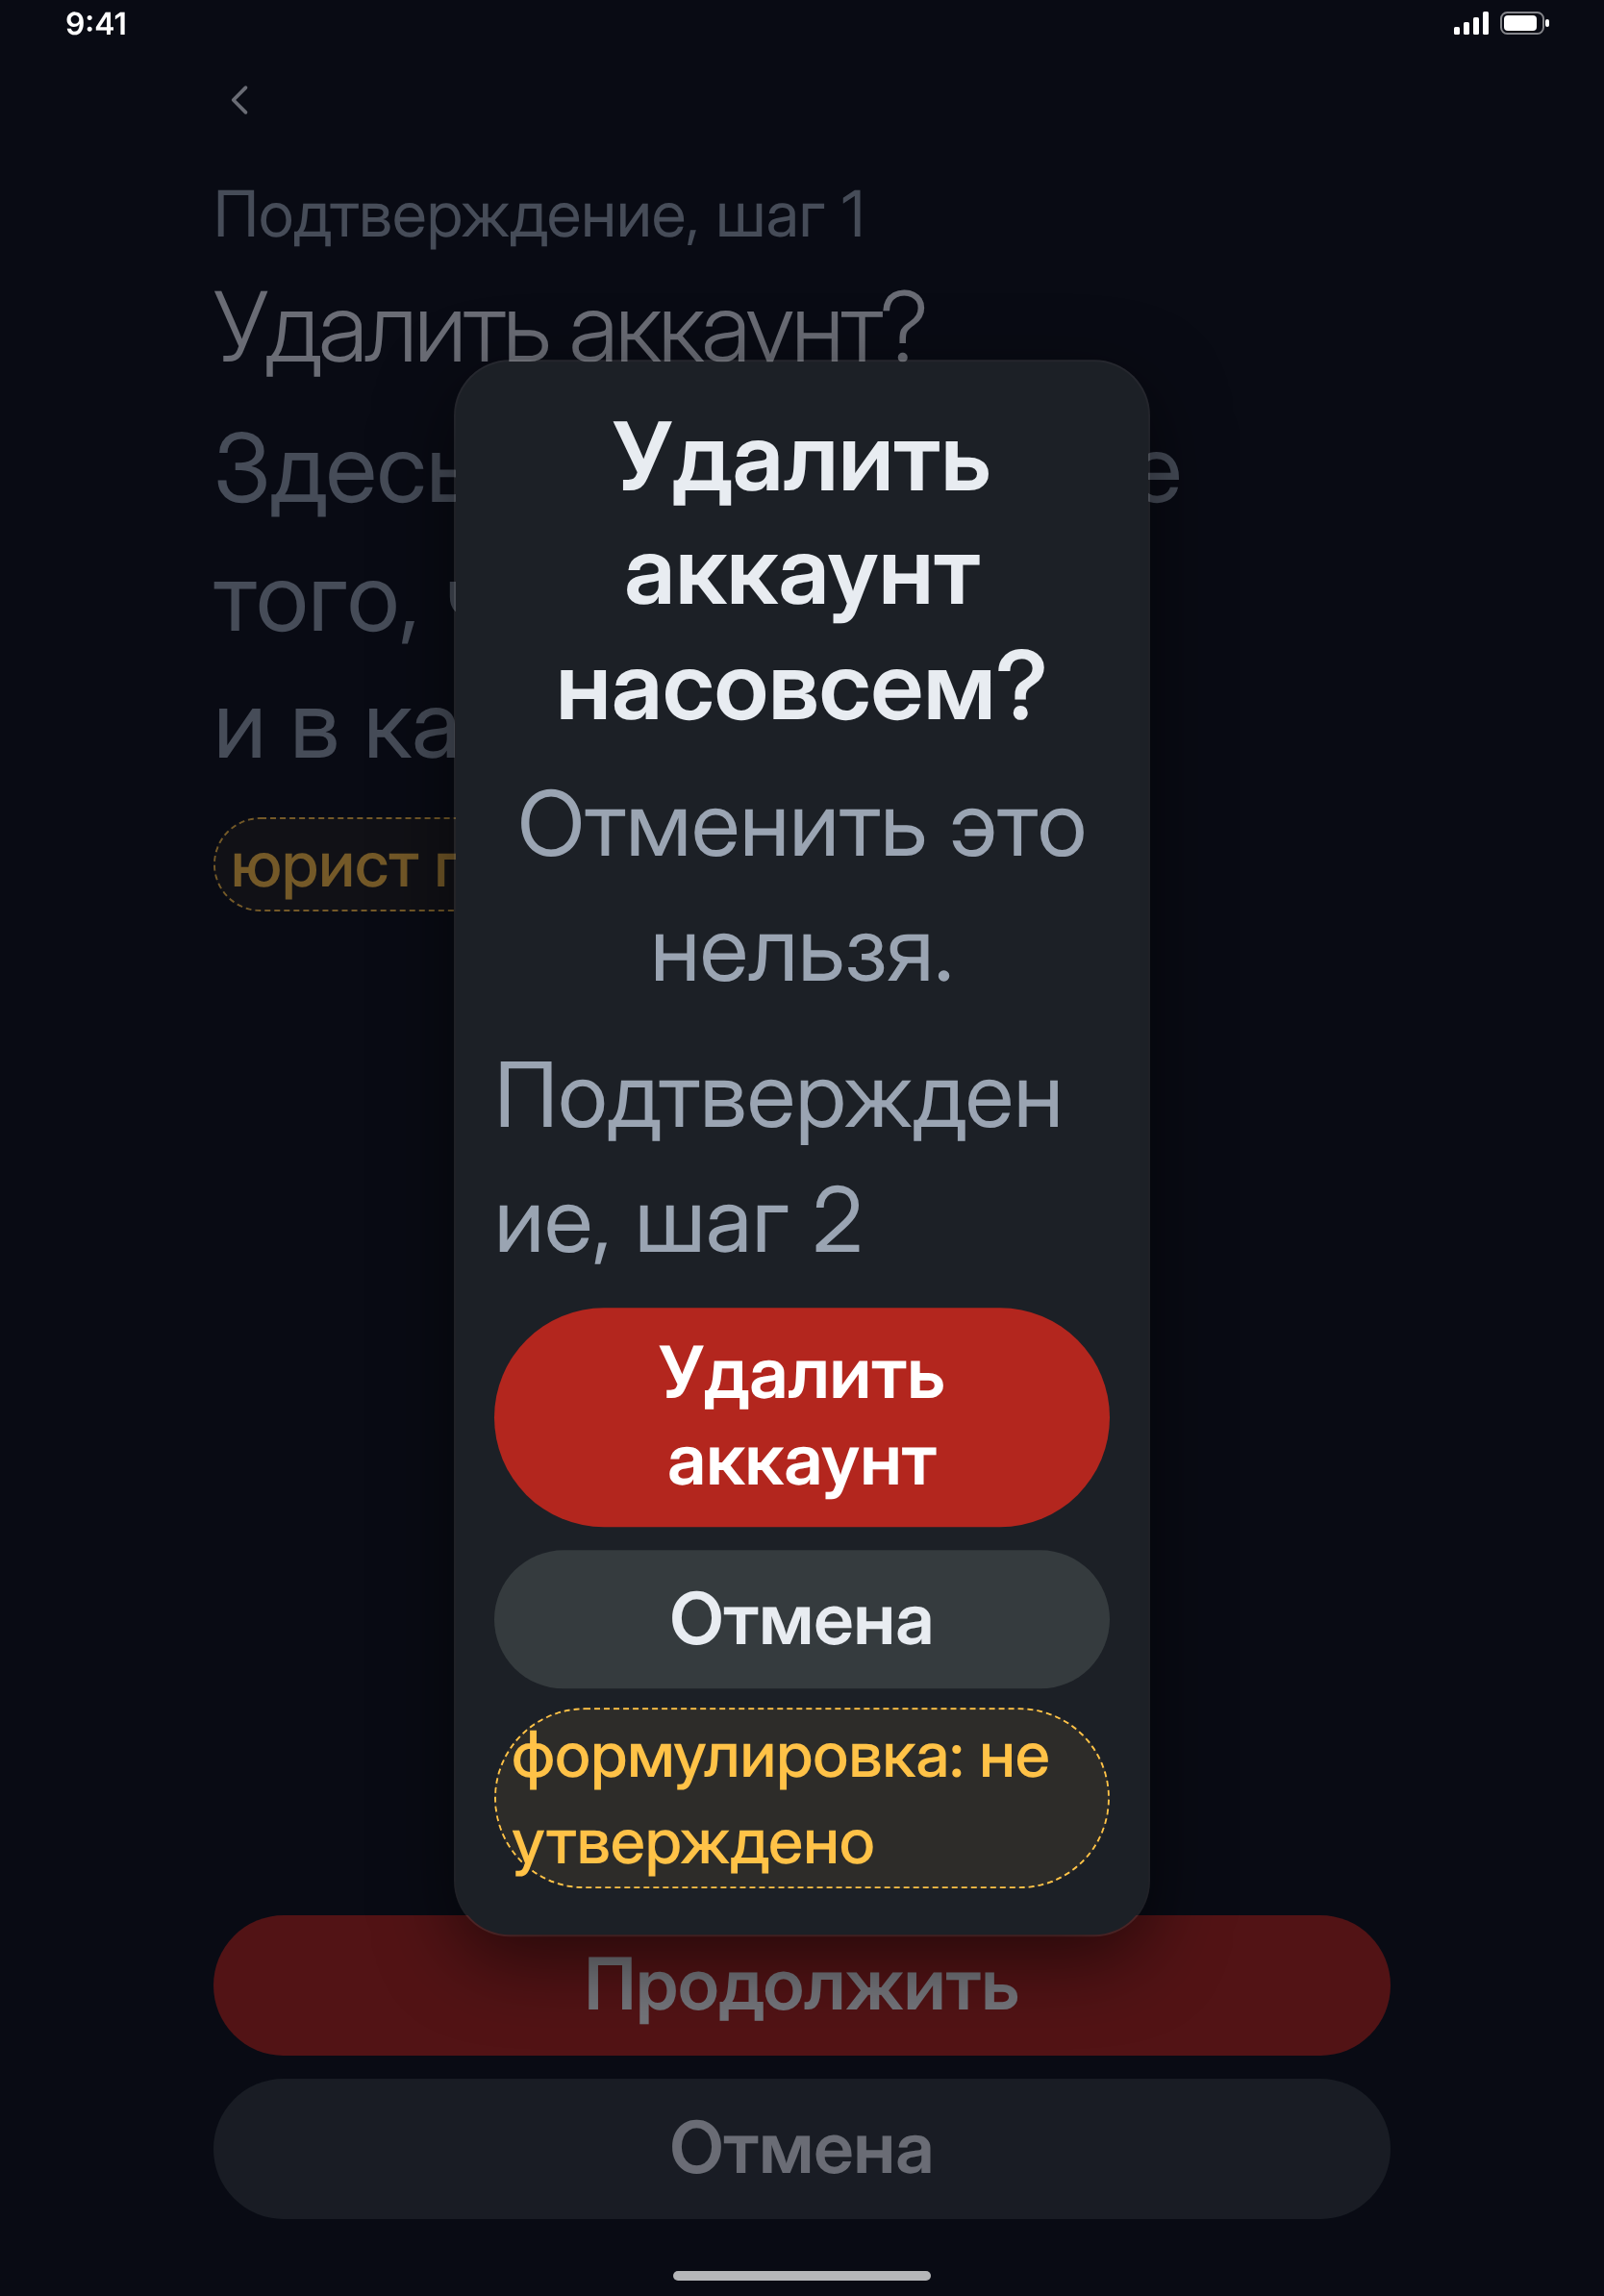 9:41
Подтверждение, шаг 1
Удалить аккаунт?
Здесь
того,
и в
юрист
Удалить
аккаунт
насовсем?
Отменить это
нельзя.
Подтвержден
ие, шаг 2
Удалить
аккаунт
Отмена
формулировка: не
утверждено
Продолжить
Отмена